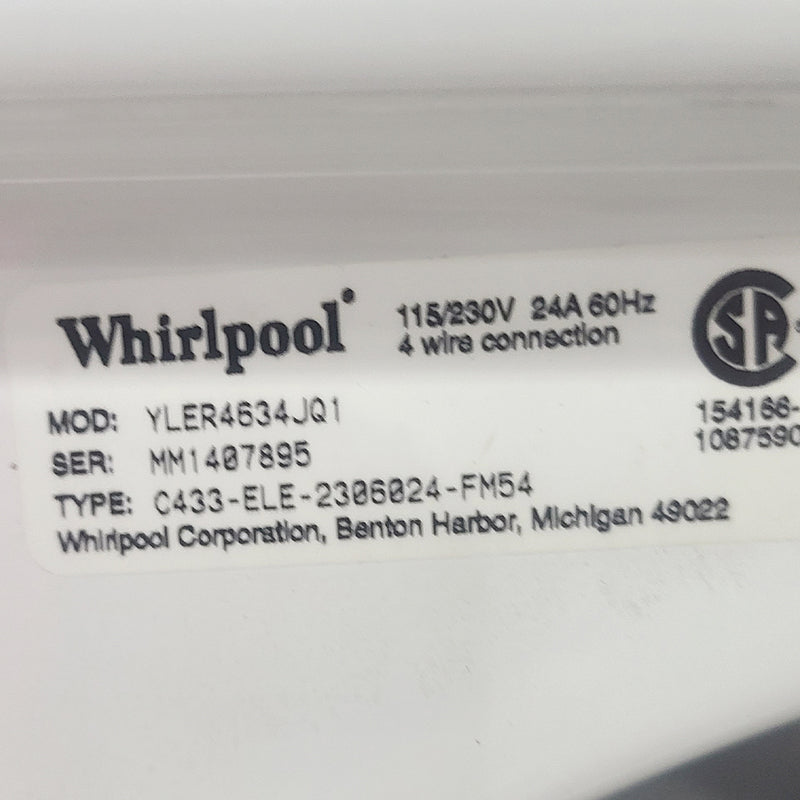 Whirlpool
115/230V 24A 60Hz
4 wire connection
SA
154166-
1087590
MOD: YLER4634JQ1
SER: MM1407895
TYPE: C433-ELE-2306024-FM54
Whirlpool Corporation, Benton Harbor, Michigan 49022